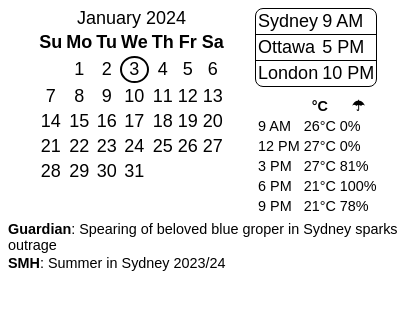 January 2024
Su Mo Tu We Th Fr Sa
1 2 3 4 5 6
7 8 9 10 11 12 13
14 15 16 17 18 19 20
21 22 23 24 25 26 27
28 29 30 31
Sydney 9 AM
Ottawa 5 PM
London 10 PM
°C ☂
9 AM 26°C 0%
12 PM 27°C 0%
3 PM 27°C 81%
6 PM 21°C 100%
9 PM 21°C 78%
Guardian: Spearing of beloved blue groper in Sydney sparks
outrage
SMH: Summer in Sydney 2023/24